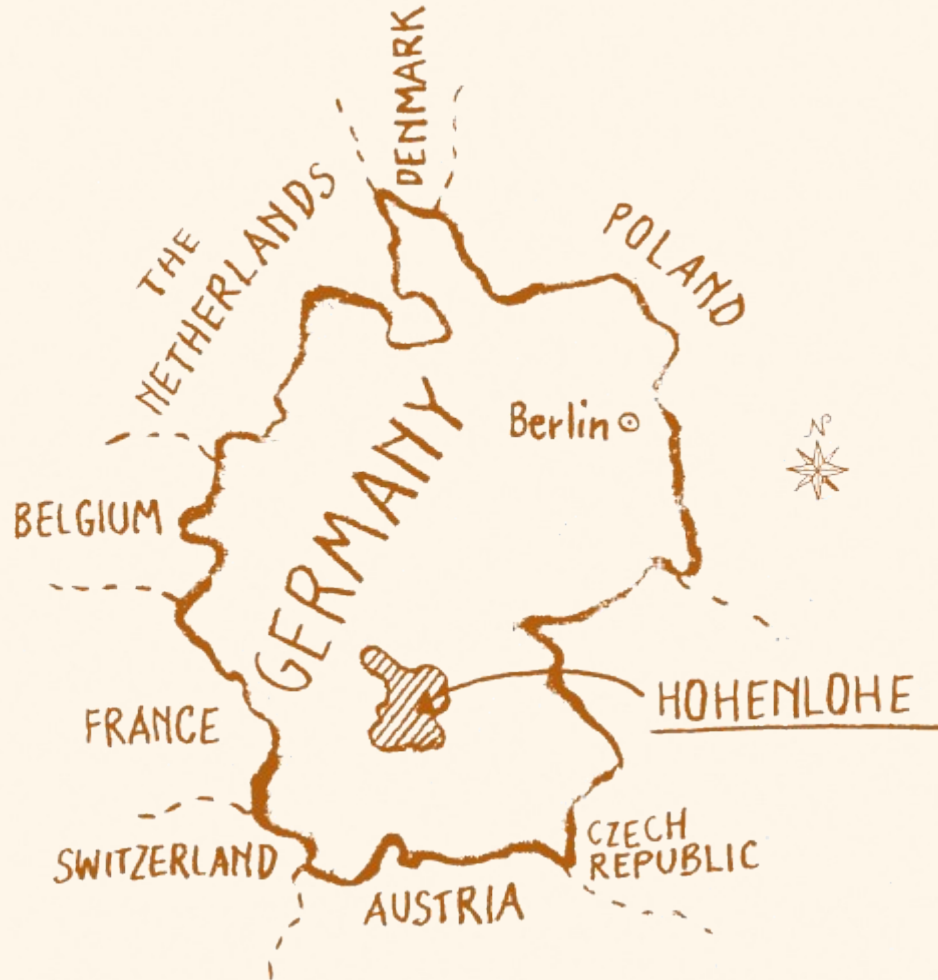 DENMARK
THE
NETHERLANDS
POLAND
Berlin
N
GERMANY
BELGIUM
HOHENLOHE
FRANCE
CZECH
REPUBLIC
SWITZERLAND
AUSTRIA